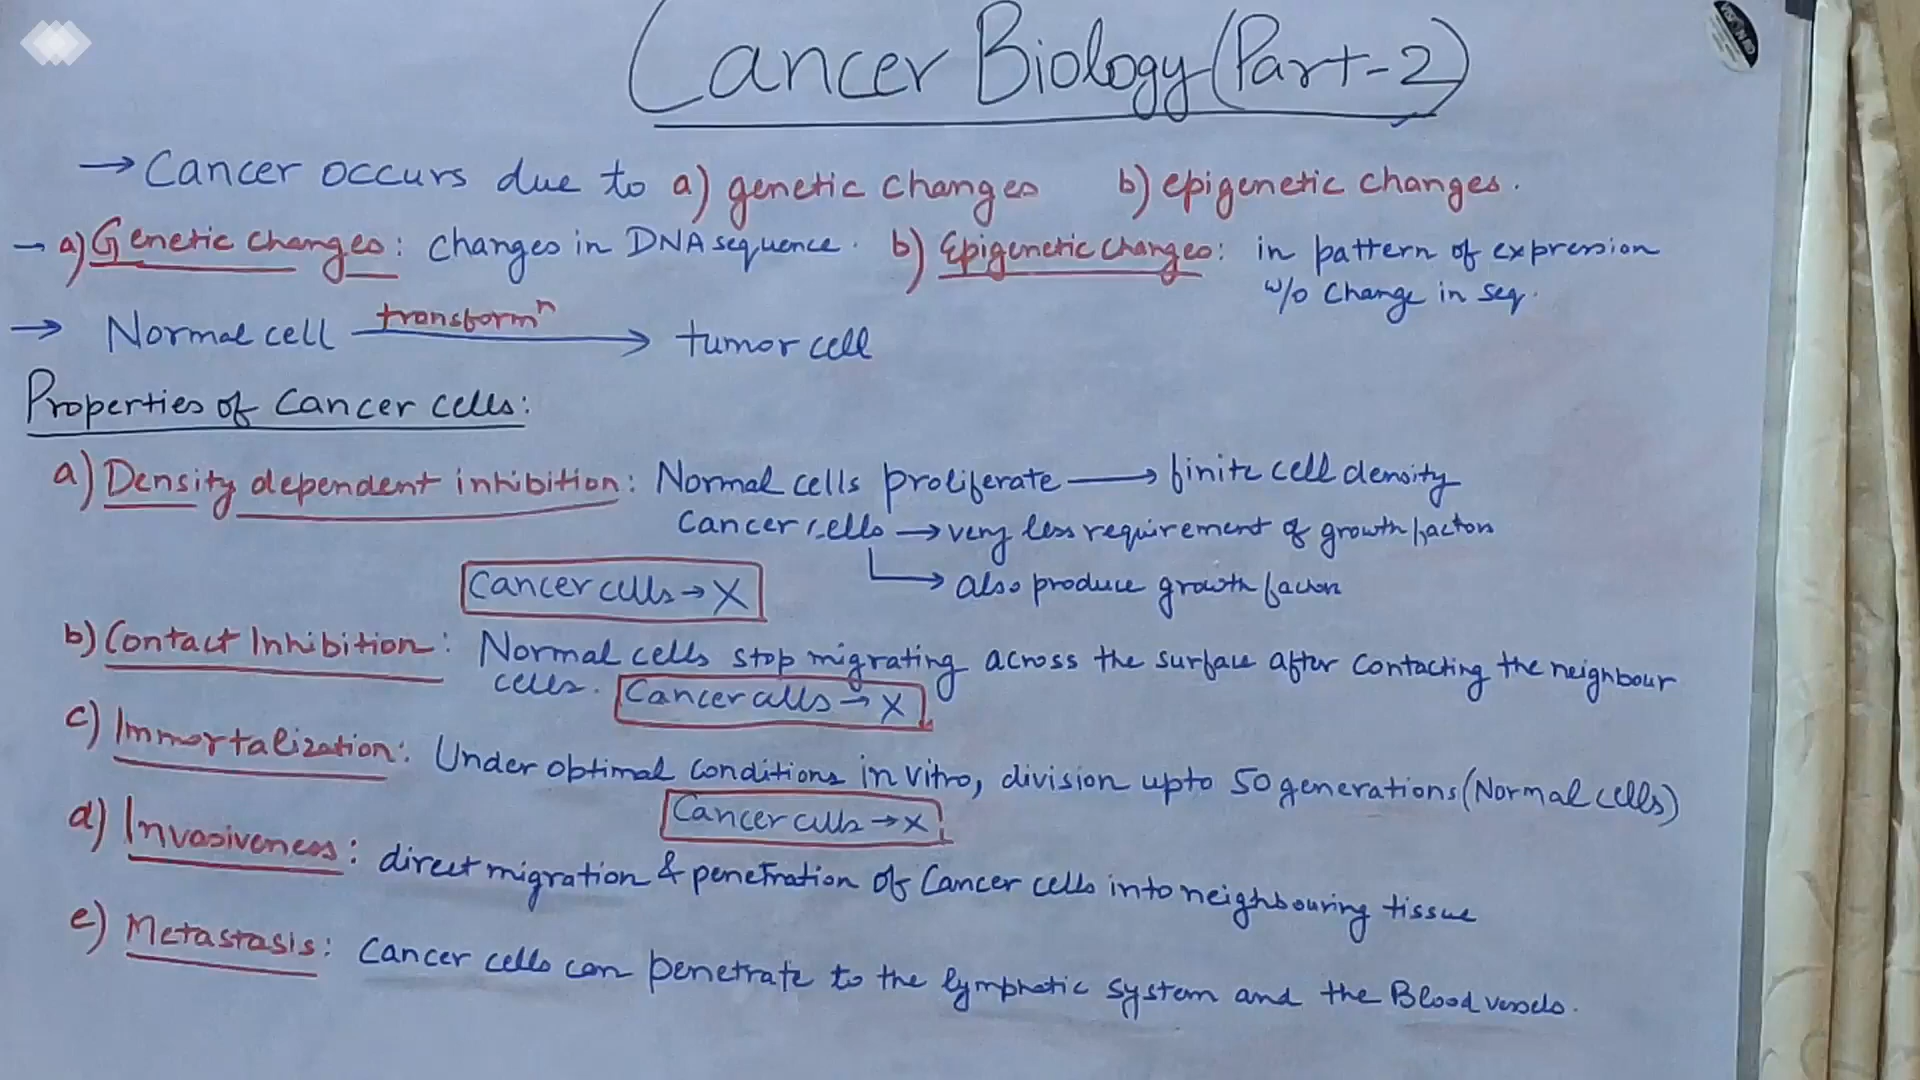 Cancer Biology (Part-2)
→ Cancer occurs due to a) genetic changes b) epigenetic changes.
→ a) Genetic changes: changes in DNA sequence. b) Epigenetic changes: in pattern of expression
w/o change in seq.
→ Normal cell transformⁿ → tumor cell
Properties of Cancer cells:
a) Density dependent inhibition: Normal cells proliferate → finite cell density
Cancer cells → very less requirement of growth factors
Cancer cells → X
→ also produce growth factors
b) Contact Inhibition: Normal cells stop migrating across the surface after contacting the neighbour
cells. Cancer cells → X
c) Immortalization: Under optimal conditions in vitro, division upto 50 generations (Normal cells)
Cancer cells → X
d) Invasiveness: direct migration & penetration of Cancer cells into neighbouring tissue
e) Metastasis: Cancer cells can penetrate to the lymphatic system and the Blood vessels.